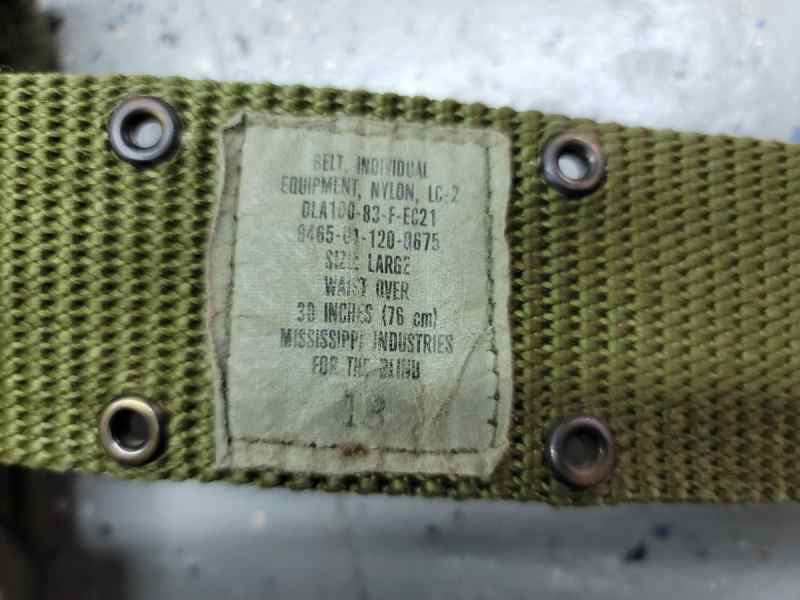 BELT, INDIVIDUAL
EQUIPMENT, NYLON, LC-2
DLA100-83-F-EC21
8465-01-120-0675
SIZE: LARGE
WAIST OVER
30 INCHES (76 cm)
MISSISSIPPI INDUSTRIES
FOR THE BLIND